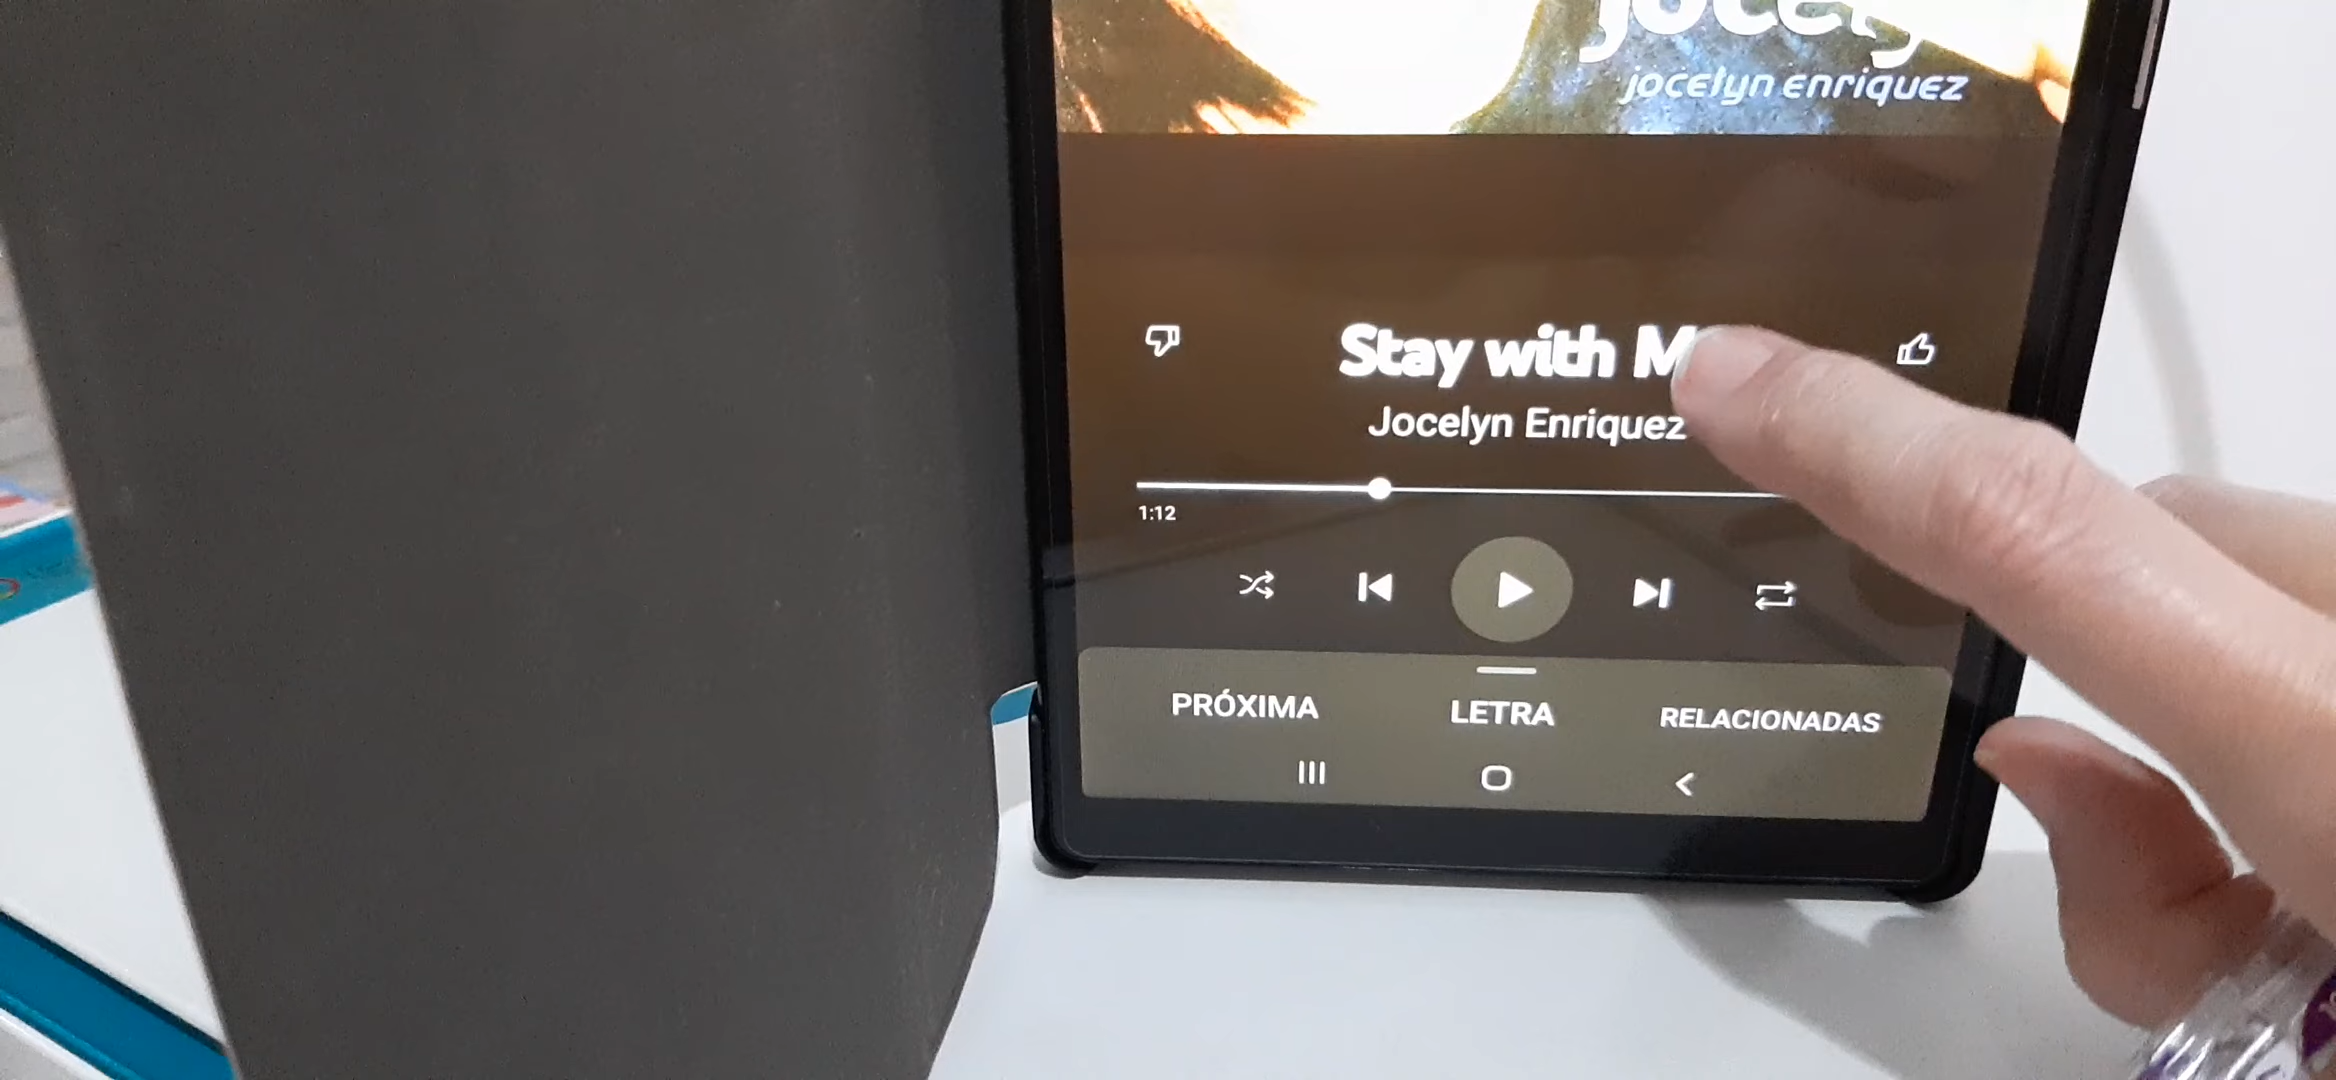 jocelyn enriquez
Stay with M
Jocelyn Enriquez
1:12
PRÓXIMA
LETRA
RELACIONADAS